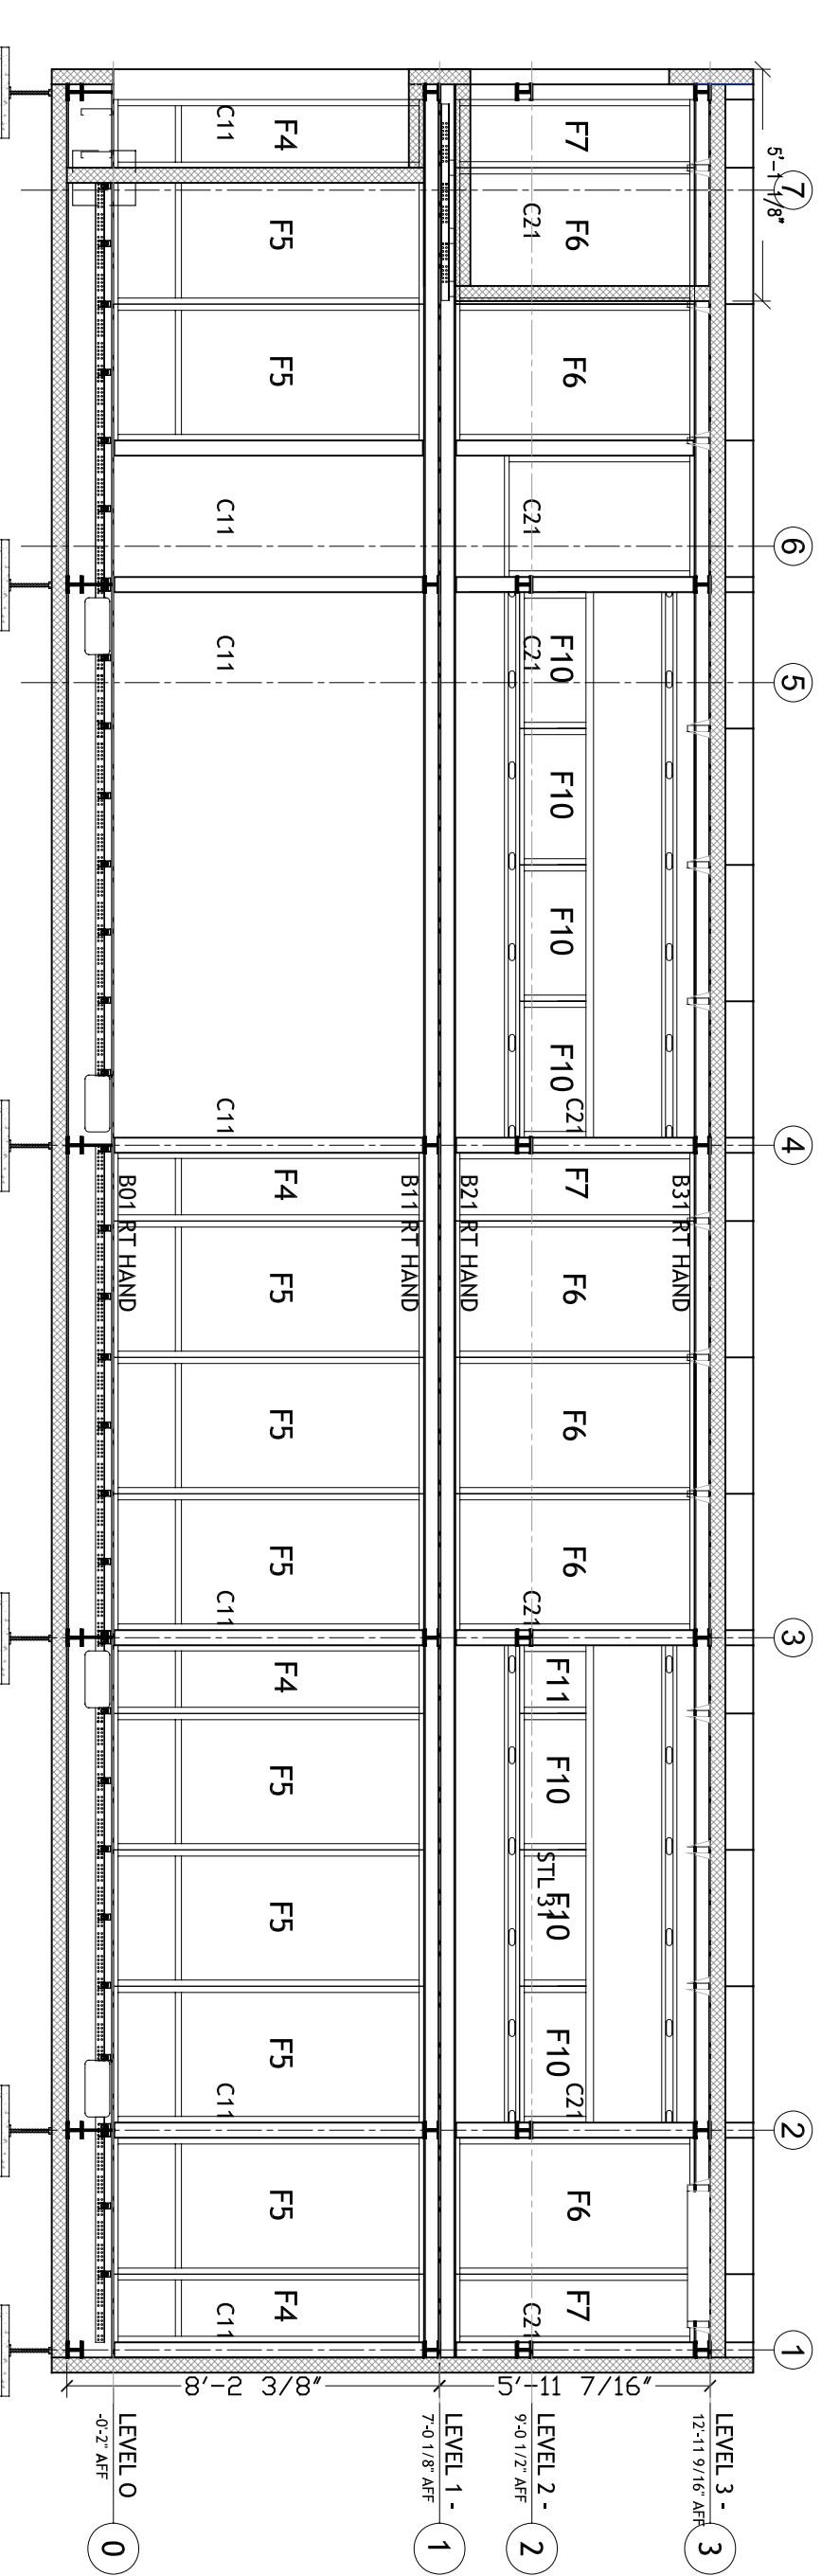 7 6 5 4 3 2 1
5'-1 1/8"
LEVEL 3 -
12'-11 9/16" AFF
3
B31 RT HAND
F7 F6 F6 F10 F10 F10 F10 F7 F6 F6 F6 F11 F10 F10 F10 F6 F7
C21 C21 C21 C21 C21 C21 C21
STL 31
5'-11 7/16"
LEVEL 2 -
9'-0 1/2" AFF
2
B21 RT HAND
LEVEL 1 -
7'-0 1/8" AFF
1
B11 RT HAND
F4 F5 F5 F4 F5 F5 F5 F4 F5 F5 F5 F5 F4
C11 C11 C11 C11 C11 C11 C11
8'-2 3/8"
B01 RT HAND
LEVEL O
-0'-2" AFF
0